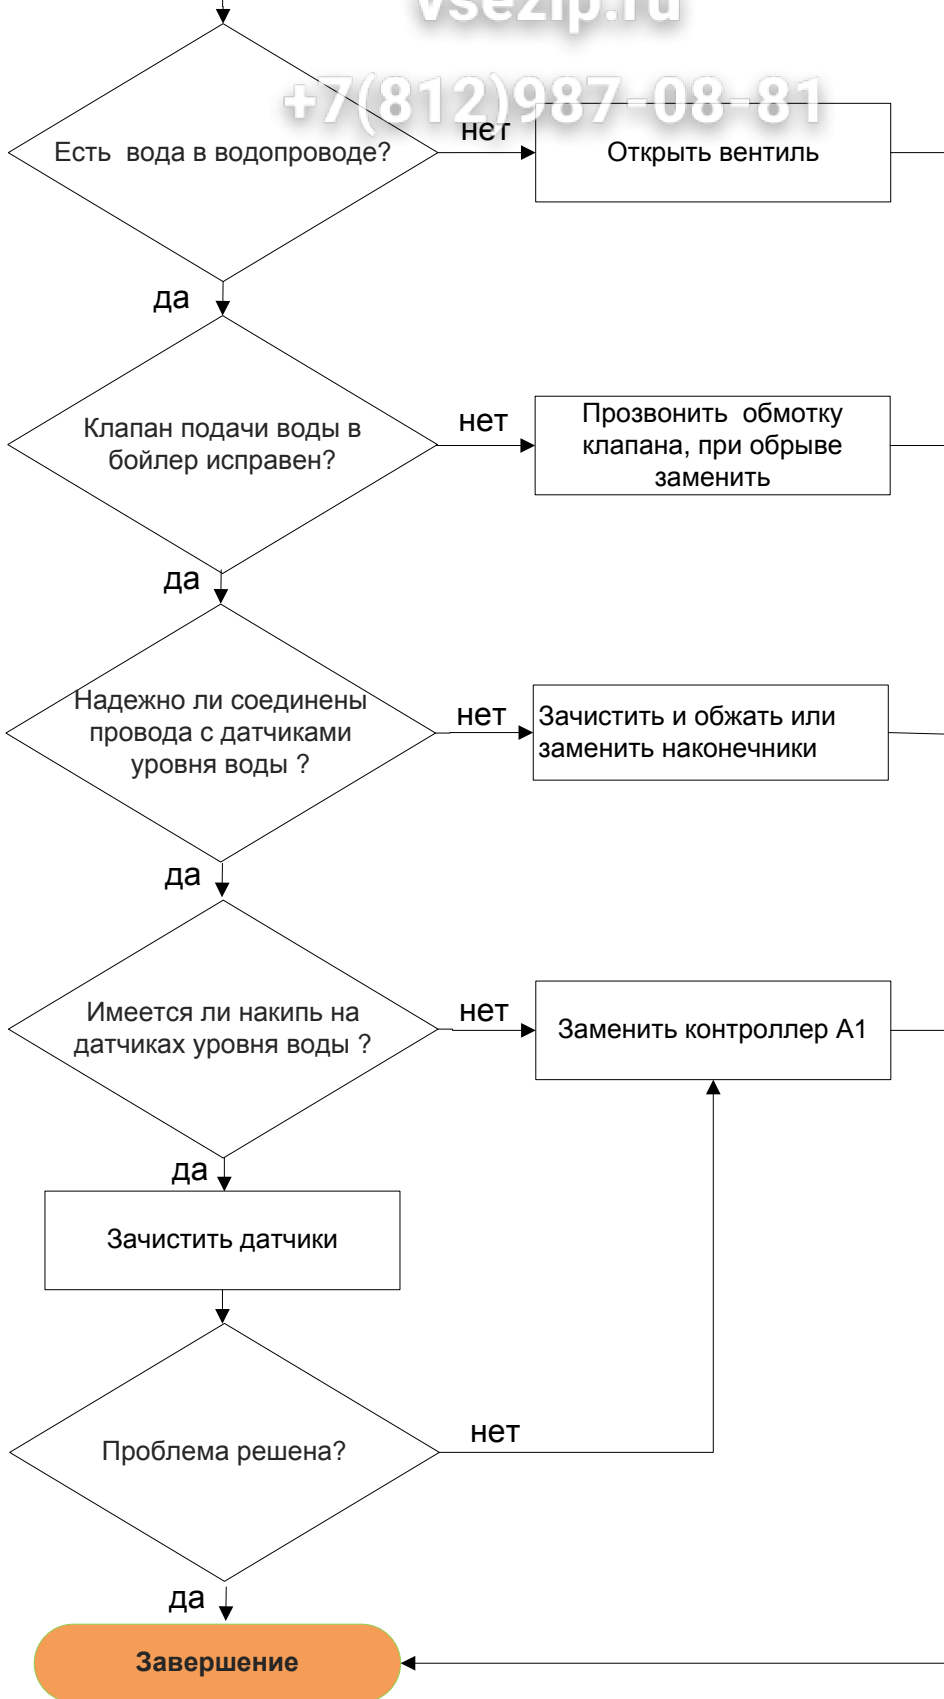 vsezip.ru
+7(812)987-08-81
Есть вода в водопроводе?
нет
Открыть вентиль
да
Клапан подачи воды в
бойлер исправен?
нет
Прозвонить обмотку
клапана, при обрыве
заменить
да
Надежно ли соединены
провода с датчиками
уровня воды ?
нет
Зачистить и обжать или
заменить наконечники
да
Имеется ли накипь на
датчиках уровня воды ?
нет
Заменить контроллер А1
да
Зачистить датчики
Проблема решена?
нет
да
Завершение